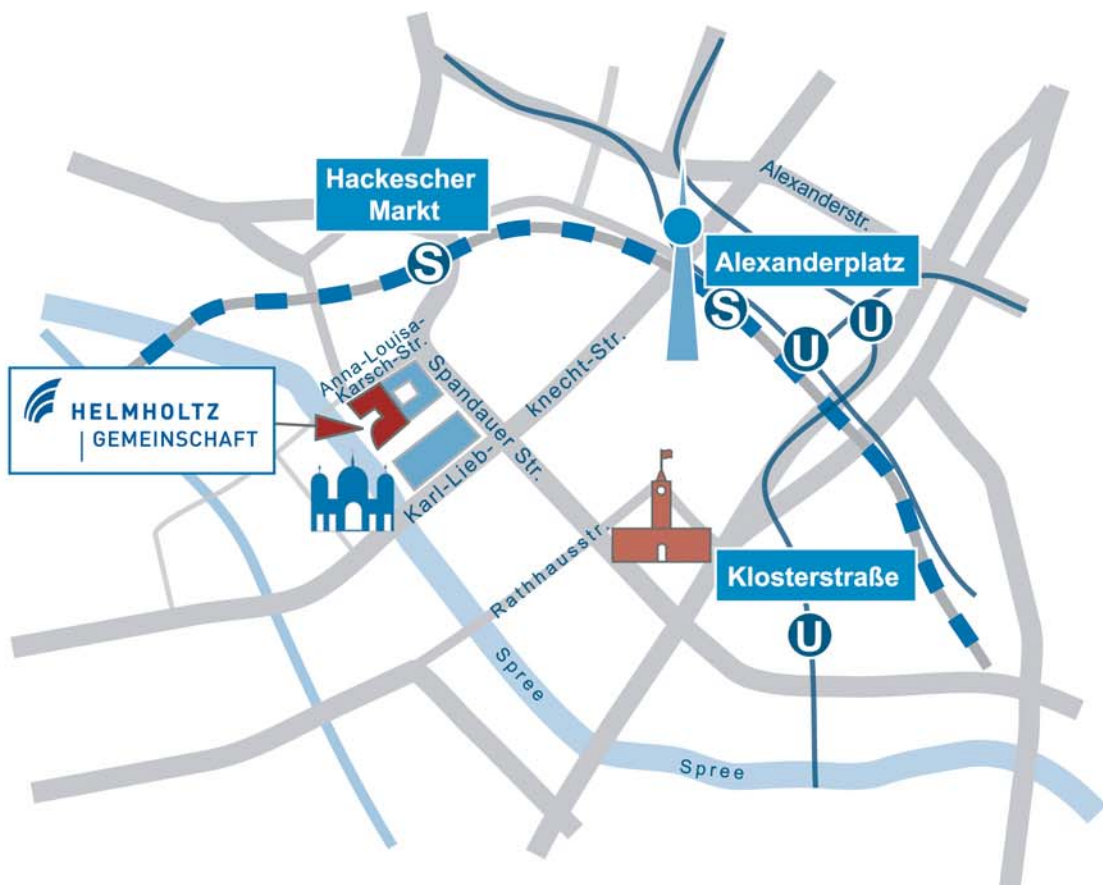 Hackescher
Markt
Alexanderstr.
S
Alexanderplatz
S
U
U
Anna-Louisa-
Karsch-Str.
HELMHOLTZ
GEMEINSCHAFT
Spandauer Str.
Karl-Lieb-
knecht-Str.
Rathhausstr.
Klosterstraße
U
Spree
Spree